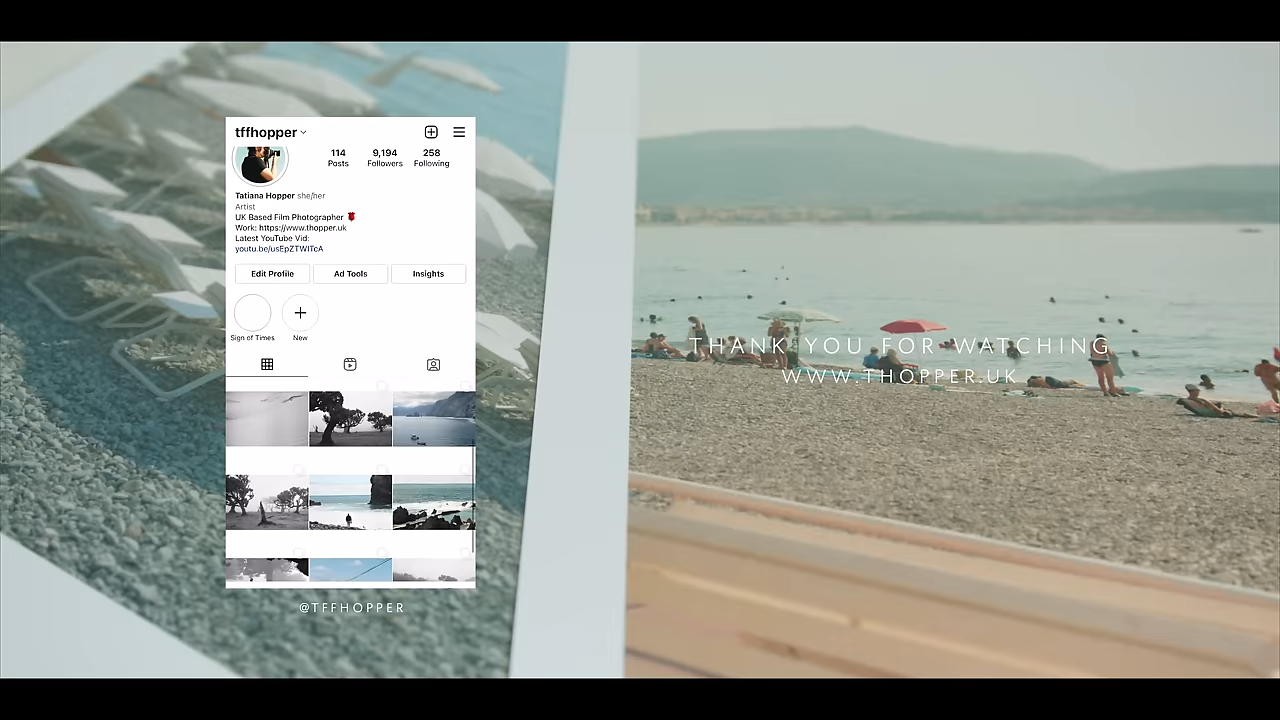 tffhopper
114 9,194 258
Posts Followers Following
Tatiana Hopper she/her
Artist
UK Based Film Photographer
Work: https://www.thopper.uk
Latest YouTube Vid:
youtu.be/usEpZTWITcA
Edit Profile Ad Tools Insights
Sign of Times New
@TFFHOPPER
THANK YOU FOR WATCHING
WWW.THOPPER.UK